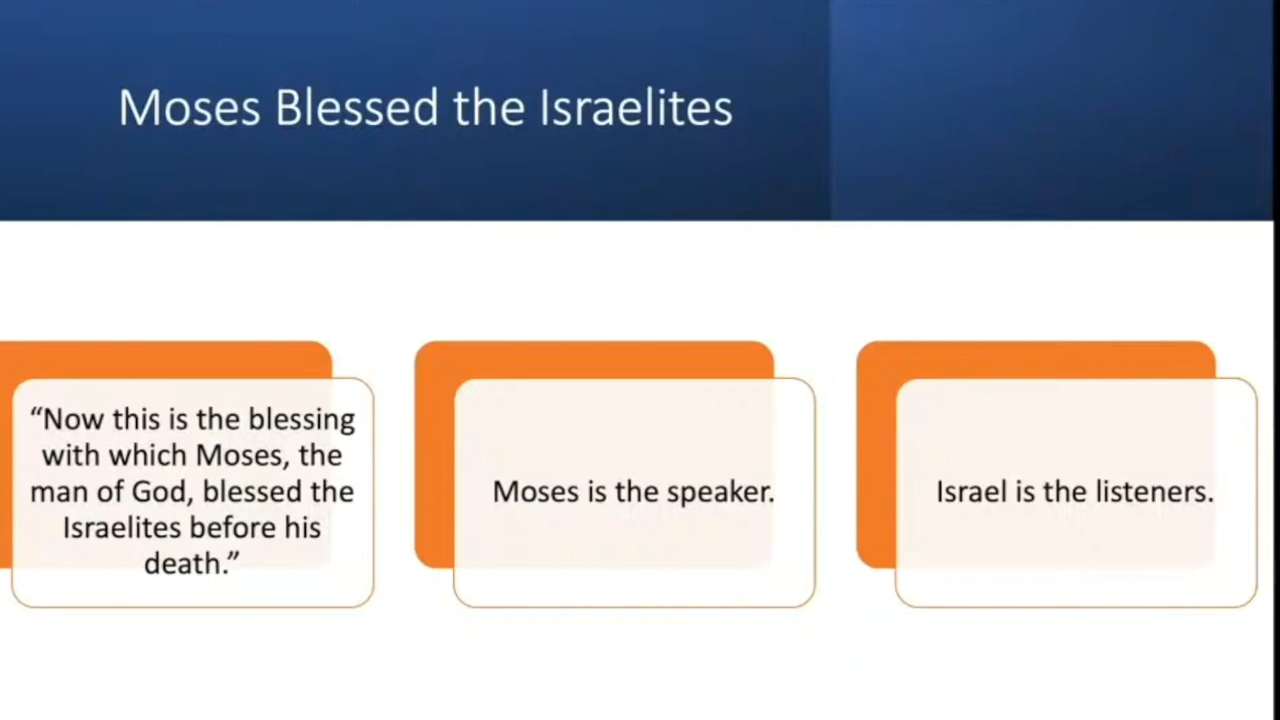 Moses Blessed the Israelites
“Now this is the blessing
with which Moses, the
man of God, blessed the
Israelites before his
death.”
Moses is the speaker.
Israel is the listeners.